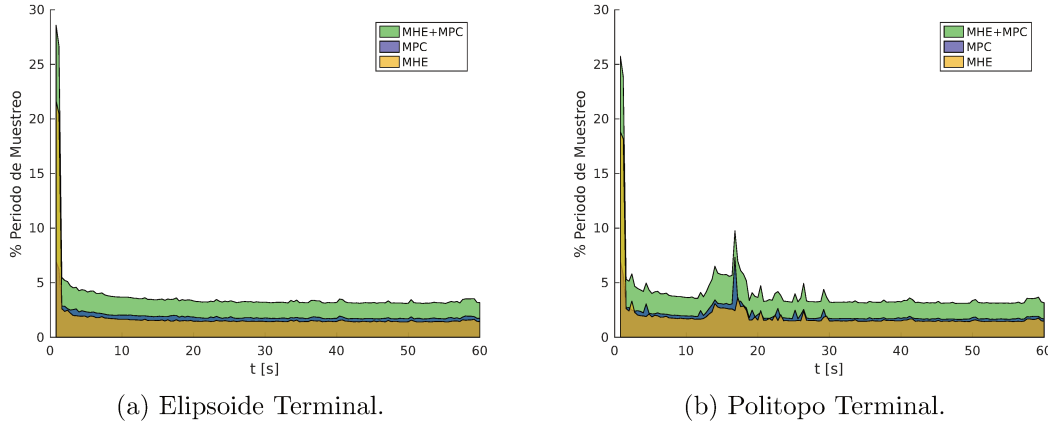 30
25
20
15
10
5
0
% Periodo de Muestreo
0 10 20 30 40 50 60
t [s]
MHE+MPC
MPC
MHE
(a) Elipsoide Terminal.
30
25
20
15
10
5
0
% Periodo de Muestreo
0 10 20 30 40 50 60
t [s]
MHE+MPC
MPC
MHE
(b) Politopo Terminal.